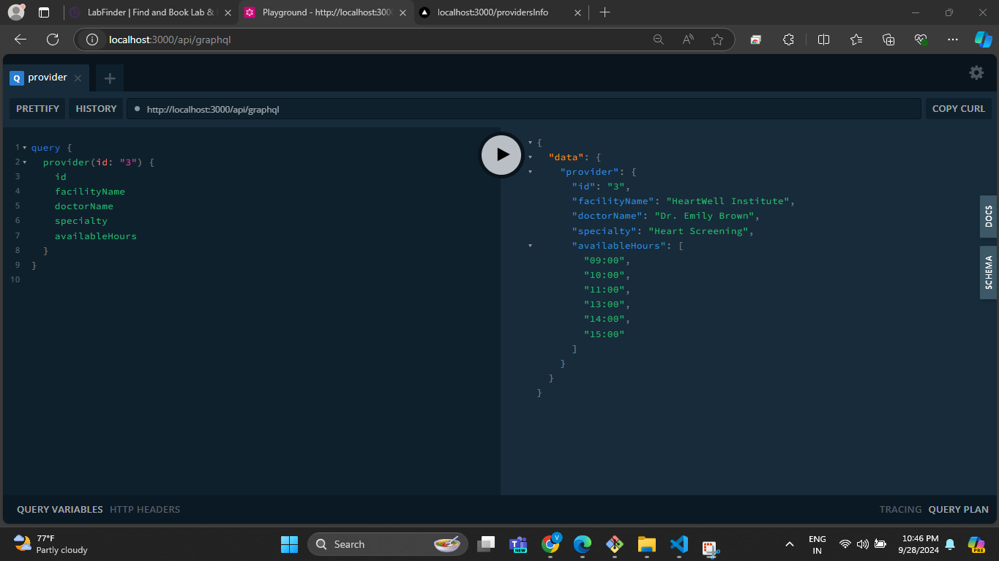 LabFinder | Find and Book Lab &
Playground - http://localhost:300
localhost:3000/providersInfo
localhost:3000/api/graphql
Q provider
PRETTIFY HISTORY http://localhost:3000/api/graphql COPY CURL
1 query {
2 provider(id: "3") {
3 id
4 facilityName
5 doctorName
6 specialty
7 availableHours
8 }
9 }
10
{
"data": {
"provider": {
"id": "3",
"facilityName": "HeartWell Institute",
"doctorName": "Dr. Emily Brown",
"specialty": "Heart Screening",
"availableHours": [
"09:00",
"10:00",
"11:00",
"13:00",
"14:00",
"15:00"
]
}
}
}
DOCS
SCHEMA
QUERY VARIABLES HTTP HEADERS TRACING QUERY PLAN
77°F
Partly cloudy
Search
T
NEW
V
ENG
IN
10:46 PM
9/28/2024
PRE